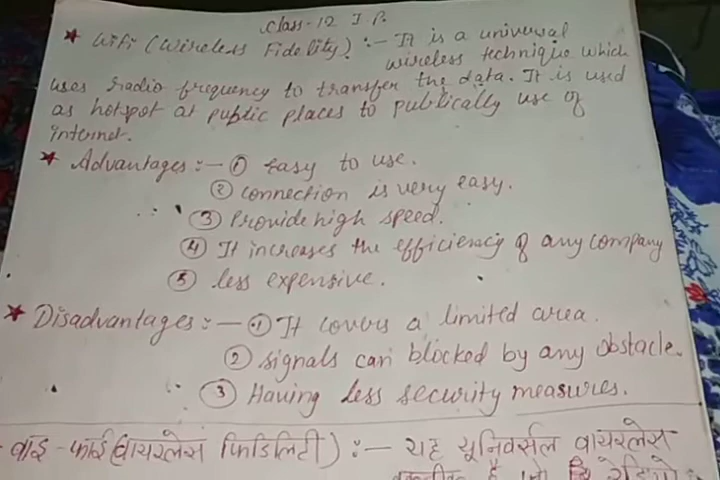 Class-12 I.P.
* Wifi (Wireless Fidelity) :- It is a universal
wireless technique which
uses radio frequency to transfer the data. It is used
as hotspot at public places to publically use of
internet.
* Advantages :- ① Easy to use.
② Connection is very easy.
③ Provide high speed.
④ It increases the efficiency of any company
⑤ less expensive.
* Disadvantages :- ① It covers a limited area.
② signals can blocked by any obstacle.
③ Having less security measures.
वाई-फाई (वायरलेस फिडिलिटी) :- यह यूनिवर्सल वायरलेस
है जो रेडियो